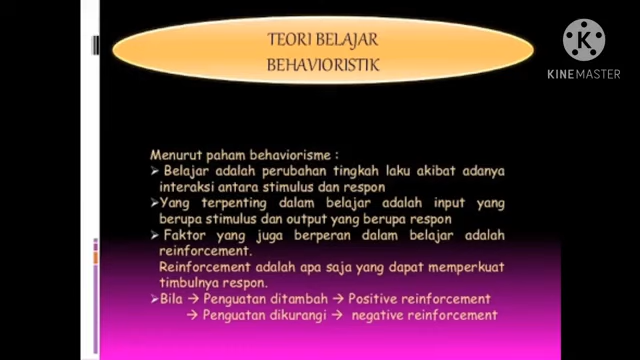 TEORI BELAJAR
BEHAVIORISTIK
K
KINEMASTER
Menurut paham behaviorisme :
➢ Belajar adalah perubahan tingkah laku akibat adanya
interaksi antara stimulus dan respon
➢Yang terpenting dalam belajar adalah input yang
berupa stimulus dan output yang berupa respon
➢ Faktor yang juga berperan dalam belajar adalah
reinforcement.
Reinforcement adalah apa saja yang dapat memperkuat
timbulnya respon.
➢Bila → Penguatan ditambah → Positive reinforcement
→ Penguatan dikurangi → negative reinforcement